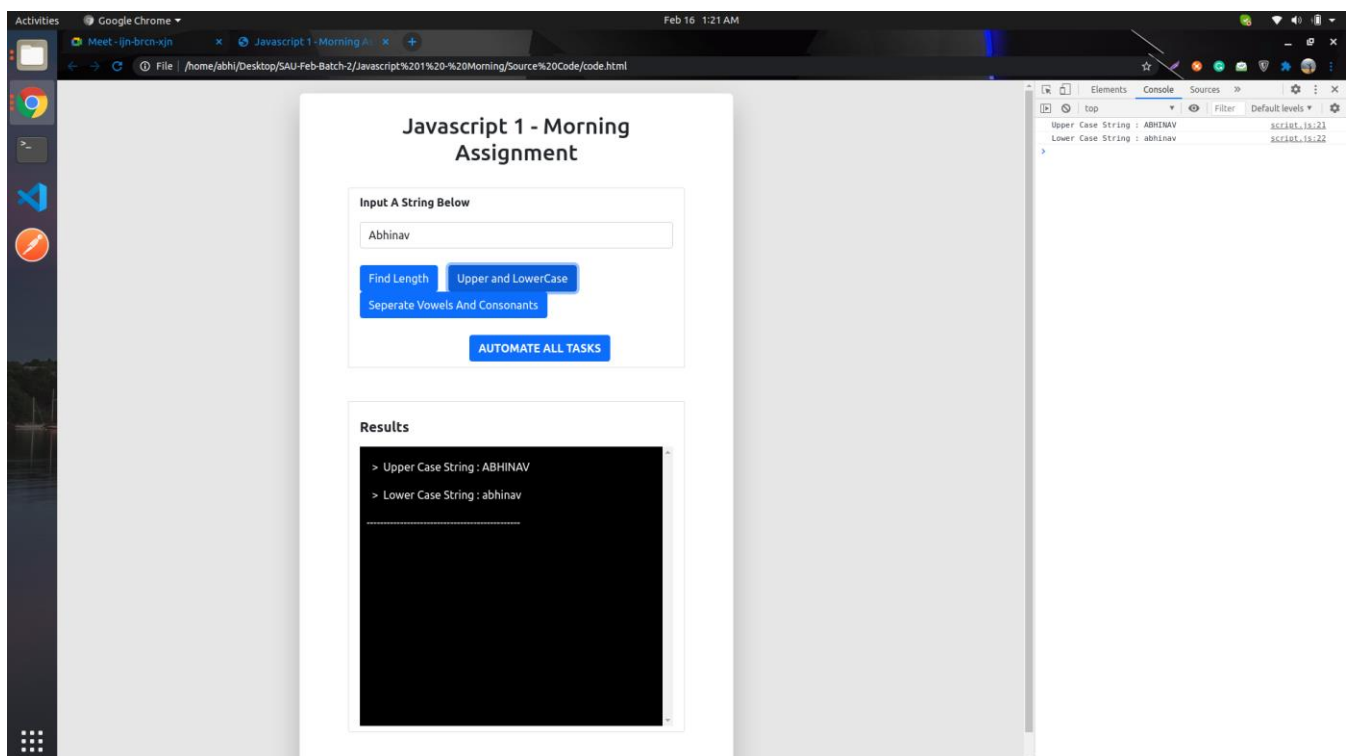 Activities Google Chrome Feb 16 1:21 AM
Meet - ijn-brcn-xjn Javascript 1 - Morning As
File /home/abhi/Desktop/SAU-Feb-Batch-2/Javascript%201%20-%20Morning/Source%20Code/code.html
Elements Console Sources »
top Filter Default levels
Upper Case String : ABHINAV script.js:21
Lower Case String : abhinav script.js:22
>
Javascript 1 - Morning
Assignment
Input A String Below
Abhinav
Find Length Upper and LowerCase
Seperate Vowels And Consonants
AUTOMATE ALL TASKS
Results
> Upper Case String : ABHINAV
> Lower Case String : abhinav
----------------------------------------------